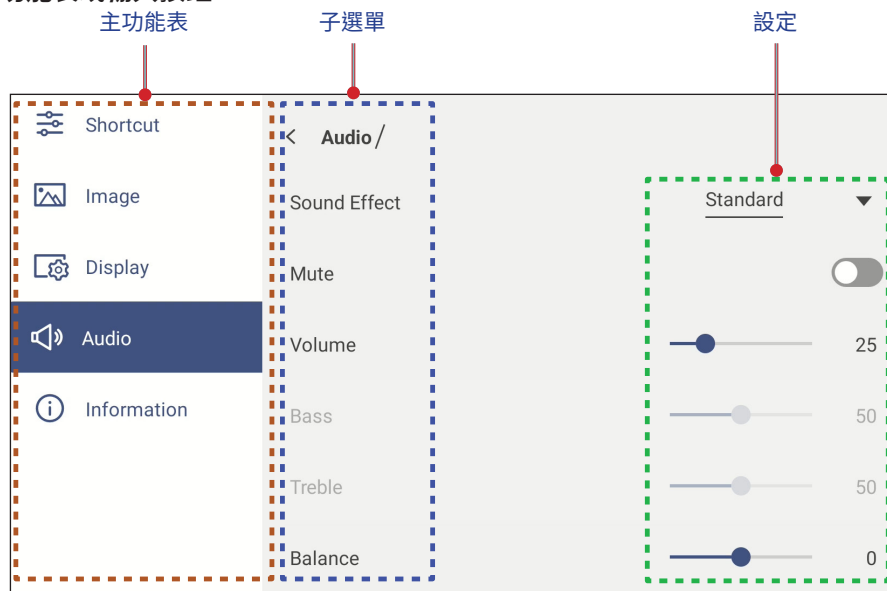 主功能表 子選單 設定
Shortcut
< Audio /
Image
Sound Effect Standard
Display
Mute
Audio
Volume 25
Information
Bass 50
Treble 50
Balance 0